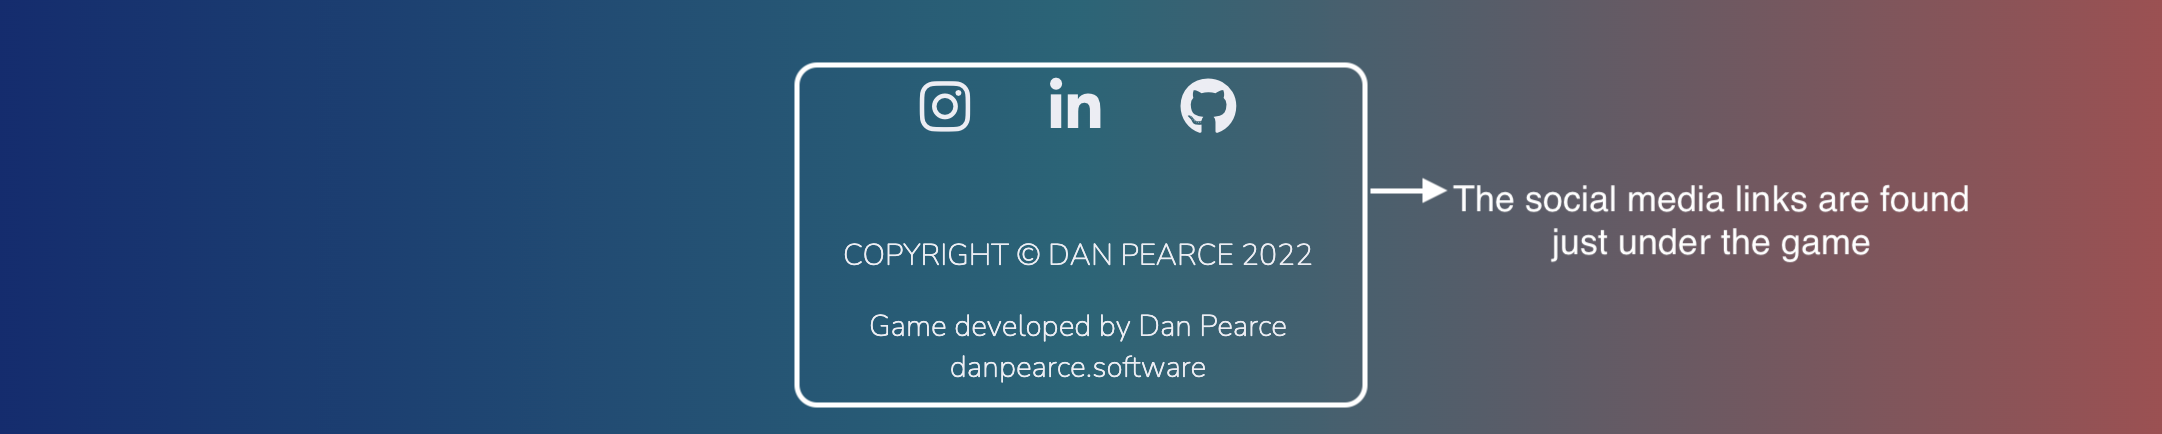 COPYRIGHT © DAN PEARCE 2022
Game developed by Dan Pearce
danpearce.software
The social media links are found
just under the game